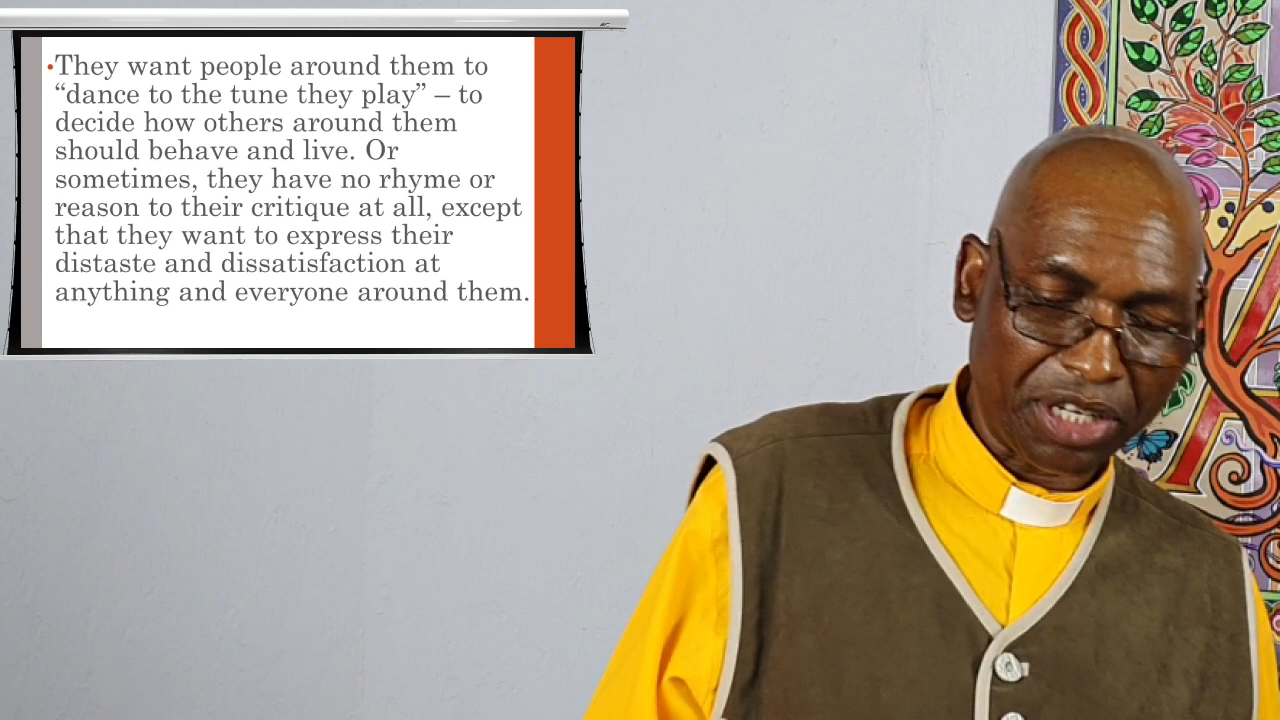 •They want people around them to
“dance to the tune they play” – to
decide how others around them
should behave and live. Or
sometimes, they have no rhyme or
reason to their critique at all, except
that they want to express their
distaste and dissatisfaction at
anything and everyone around them.